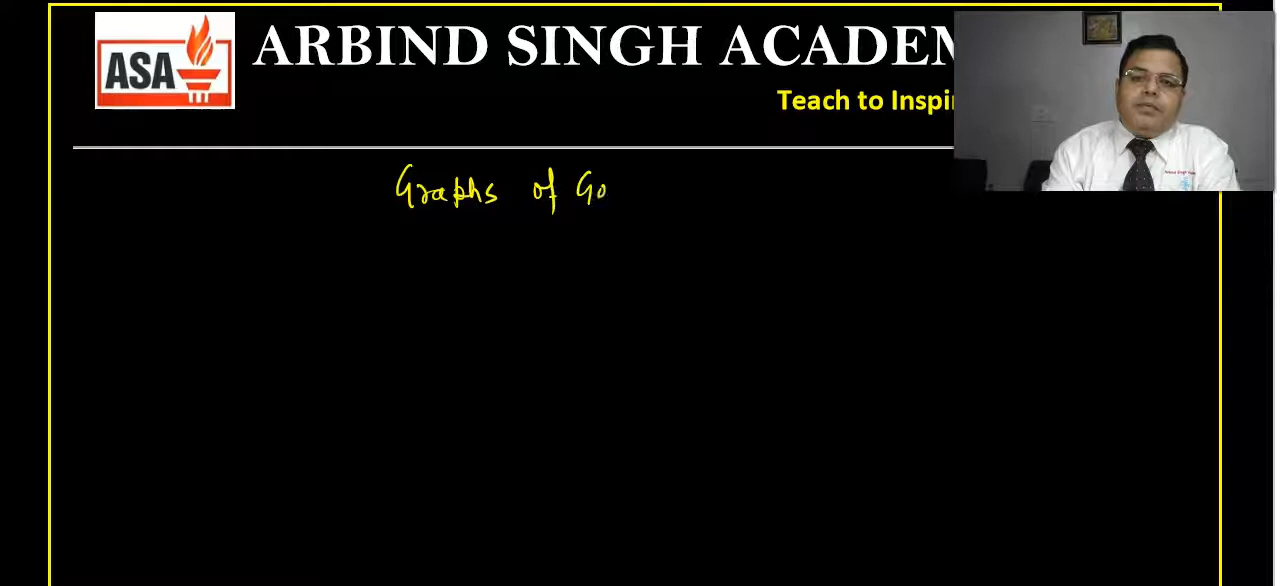 ASA
ARBIND SINGH ACADEM
Teach to Inspi
Graphs of Go